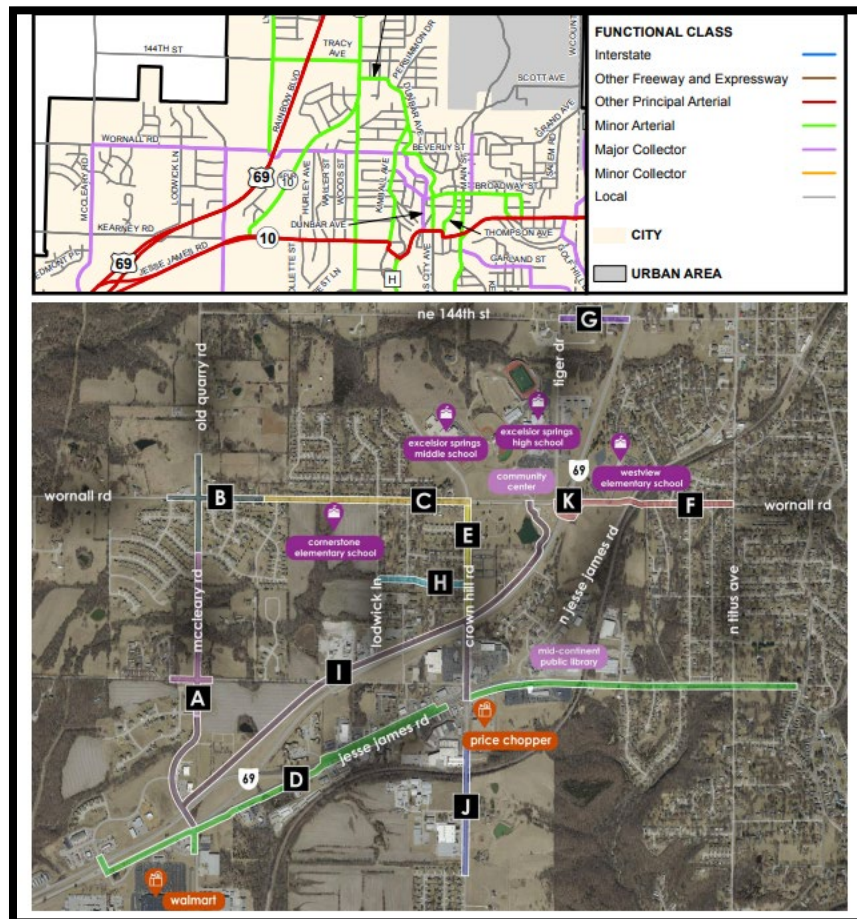 144TH ST
TRACY
AVE
PERSIMMON DR
SCOTT AVE
RAINBOW BLVD
DUNBAR AVE
GRAND AVE
WORNALL RD
BEVERLY ST
MCCLEARY RD
LODWICK LN
69
SPUR
10
HURLEY AVE
WALLER ST
WOODS ST
KIMBALL AVE
MAIN ST
SALEM RD
BROADWAY ST
DUNBAR AVE
THOMPSON AVE
KEARNEY RD
10
69
JESSE JAMES RD
GARLAND ST
GOLF HILL
H
FUNCTIONAL CLASS
Interstate
Other Freeway and Expressway
Other Principal Arterial
Minor Arterial
Major Collector
Minor Collector
Local
CITY
URBAN AREA
ne 144th st
G
old quarry rd
tiger dr
excelsior springs
middle school
excelsior springs
high school
69
westview
elementary school
community
center
wornall rd
B
C
K
F
wornall rd
cornerstone
elementary school
E
H
mccleary rd
lodwick ln
crown hill rd
n jesse james rd
n titus ave
mid-continent
public library
A
I
price chopper
69
D
jesse james rd
J
walmart